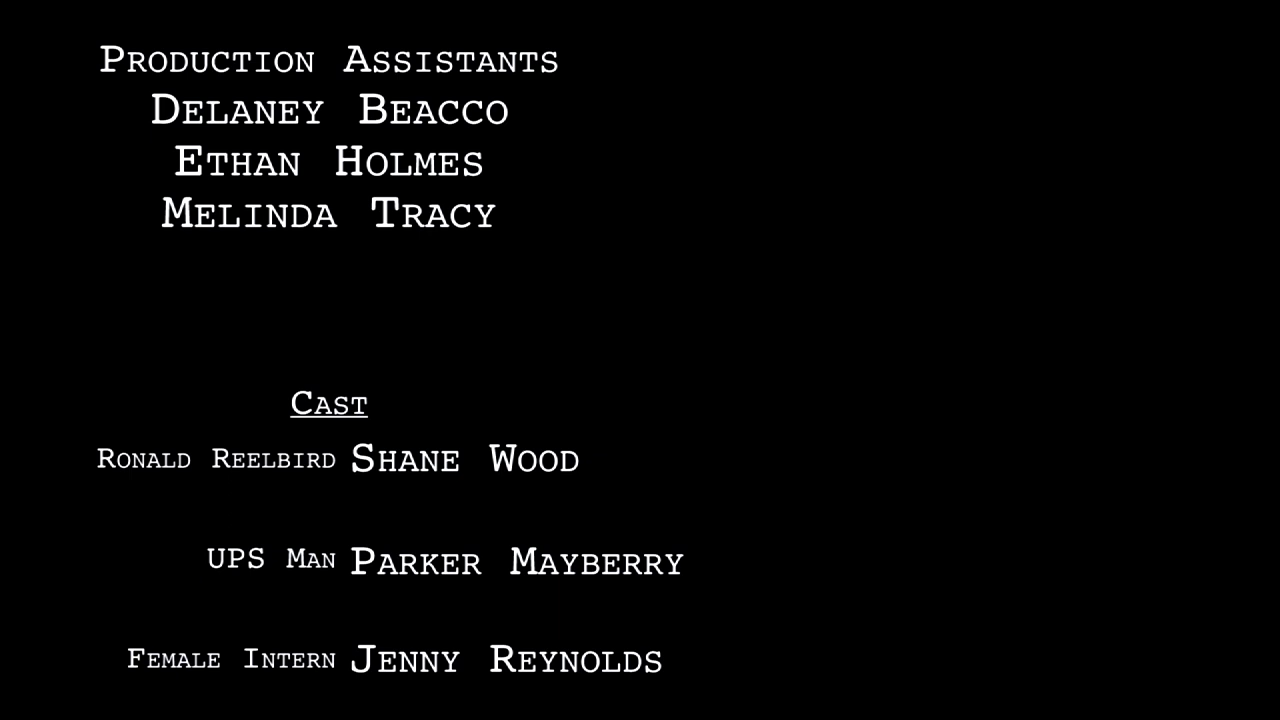 Production Assistants
Delaney Beacco
Ethan Holmes
Melinda Tracy
Cast
Ronald Reelbird Shane Wood
UPS Man Parker Mayberry
Female Intern Jenny Reynolds